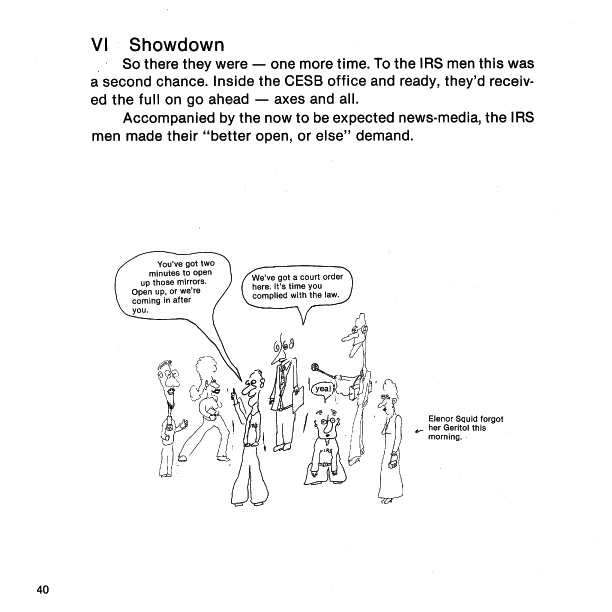 VI Showdown
So there they were — one more time. To the IRS men this was
a second chance. Inside the CESB office and ready, they'd receiv-
ed the full on go ahead — axes and all.
Accompanied by the now to be expected news-media, the IRS
men made their "better open, or else" demand.
You've got two
minutes to open
up those mirrors.
Open up, or we're
coming in after
you.
We've got a court order
here. It's time you
complied with the law.
yea!
IRS
Elenor Squid forgot
her Geritol this
morning.
40